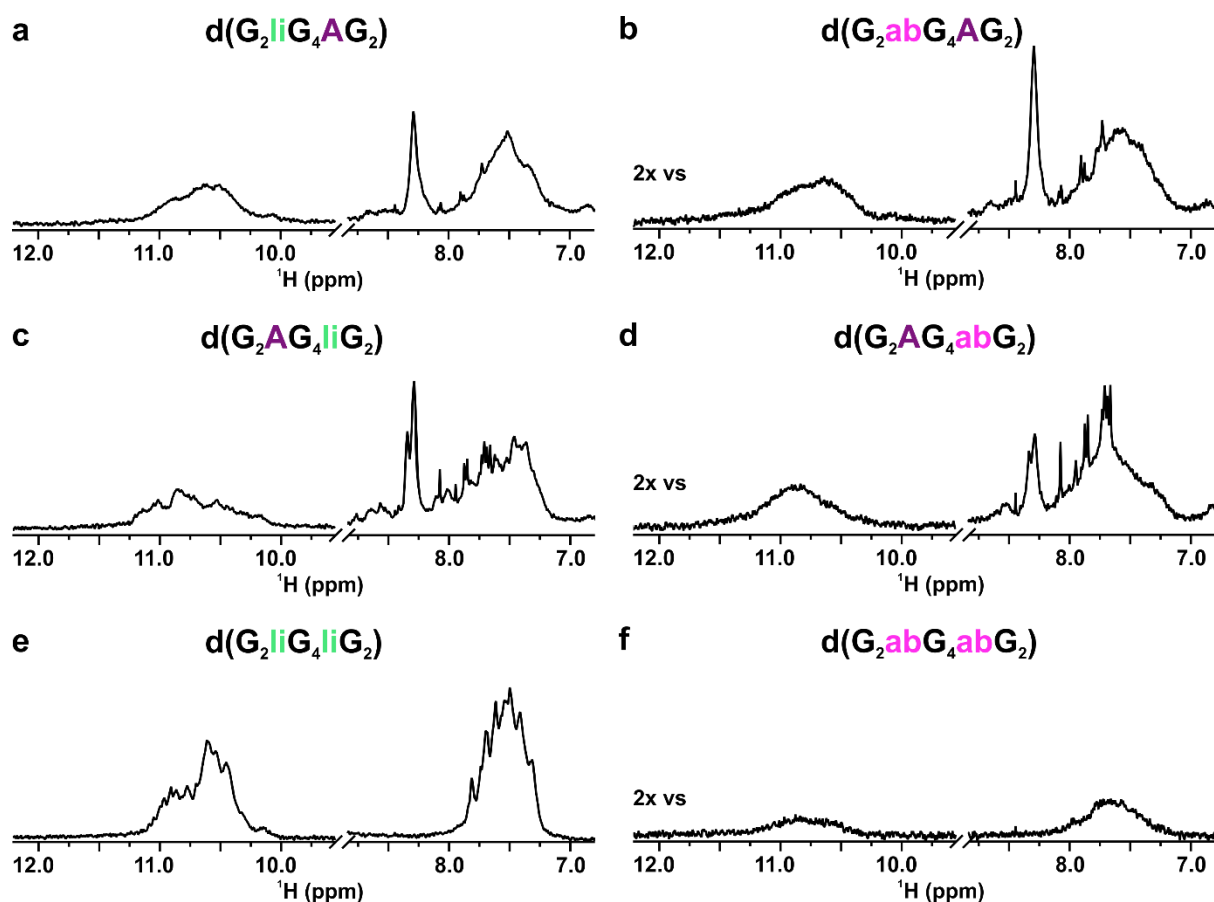 a d(G₂liG₄AG₂)
12.0 11.0 10.0 8.0 7.0
¹H (ppm)
b d(G₂abG₄AG₂)
2x vs
12.0 11.0 10.0 8.0 7.0
¹H (ppm)
c d(G₂AG₄liG₂)
12.0 11.0 10.0 8.0 7.0
¹H (ppm)
d d(G₂AG₄abG₂)
2x vs
12.0 11.0 10.0 8.0 7.0
¹H (ppm)
e d(G₂liG₄liG₂)
12.0 11.0 10.0 8.0 7.0
¹H (ppm)
f d(G₂abG₄abG₂)
2x vs
12.0 11.0 10.0 8.0 7.0
¹H (ppm)